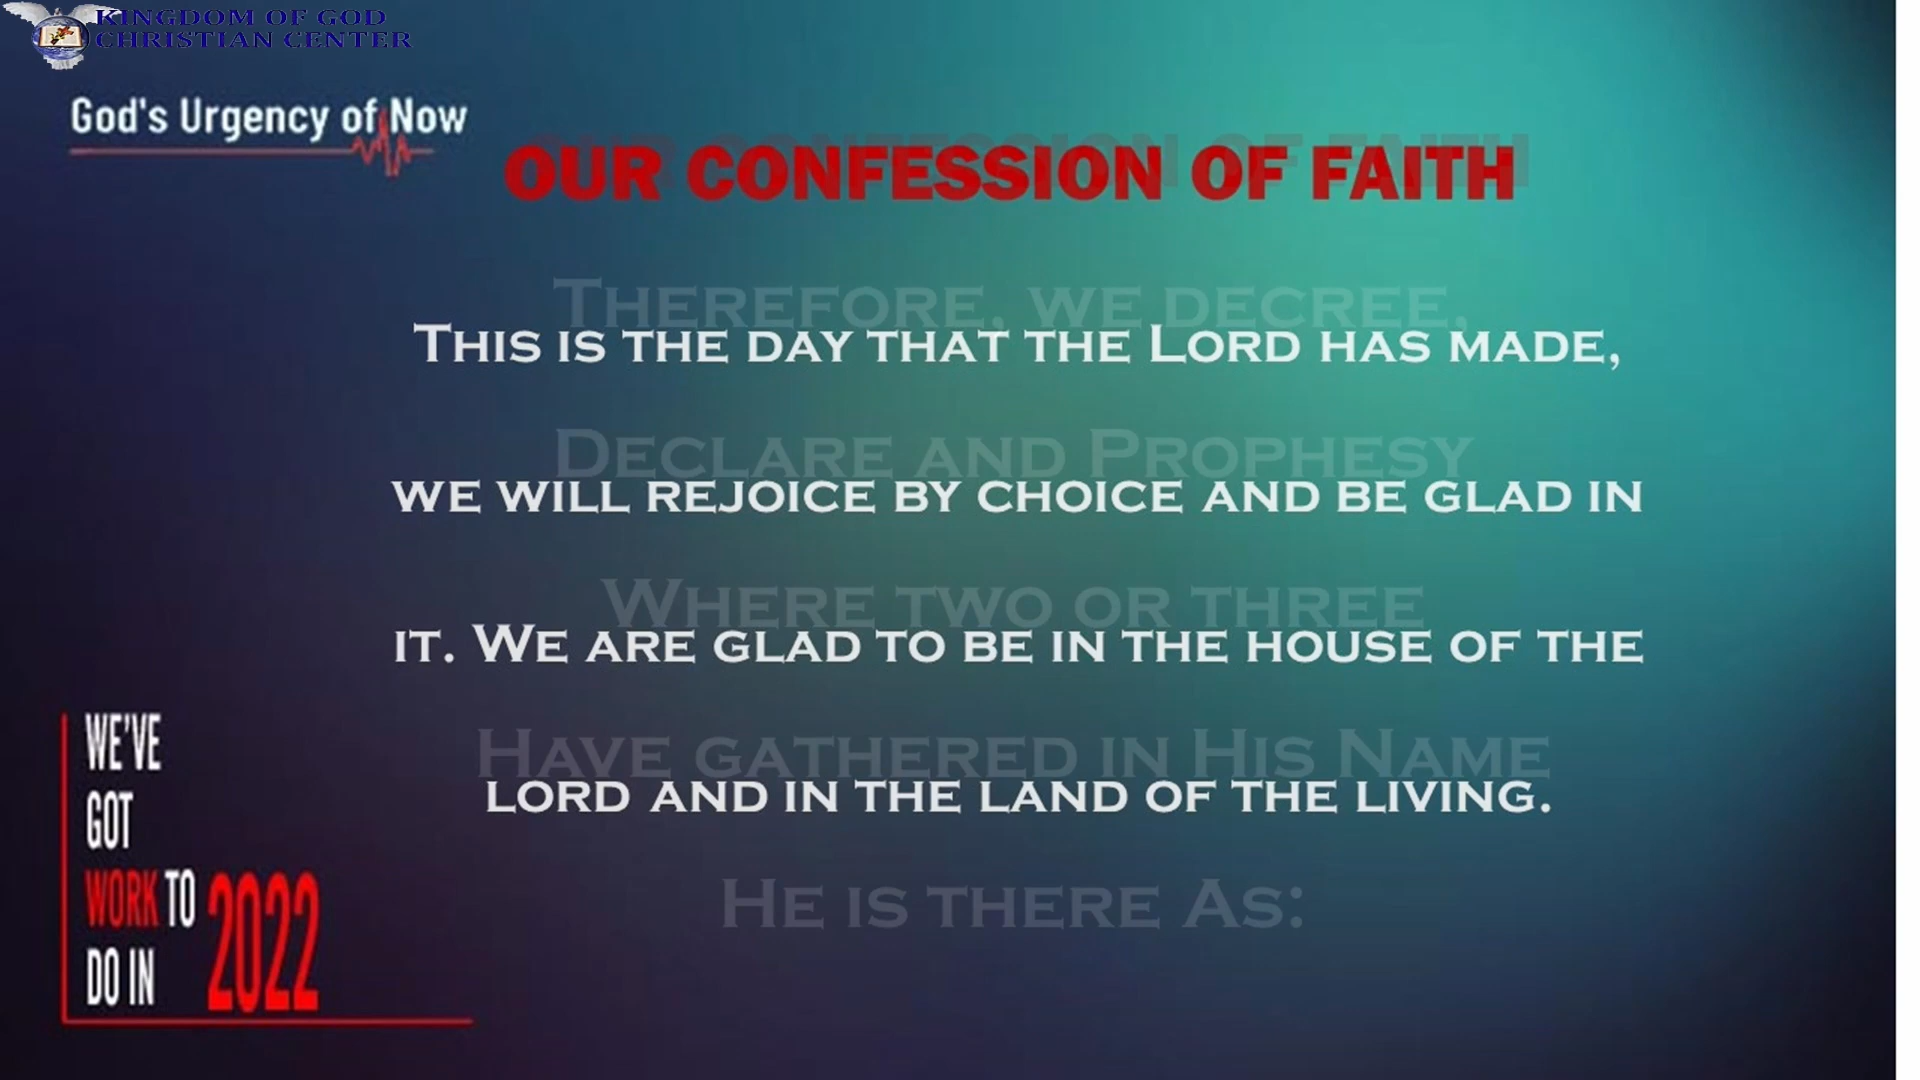 KINGDOM OF GOD
CHRISTIAN CENTER
God's Urgency of Now
OUR CONFESSION OF FAITH
Therefore, we decree,
This is the day that the Lord has made,
Declare and Prophesy
we will rejoice by choice and be glad in
Where two or three
it. We are glad to be in the house of the
Have gathered in His Name
lord and in the land of the living.
He is there As:
WE'VE
GOT
WORK TO
DO IN 2022